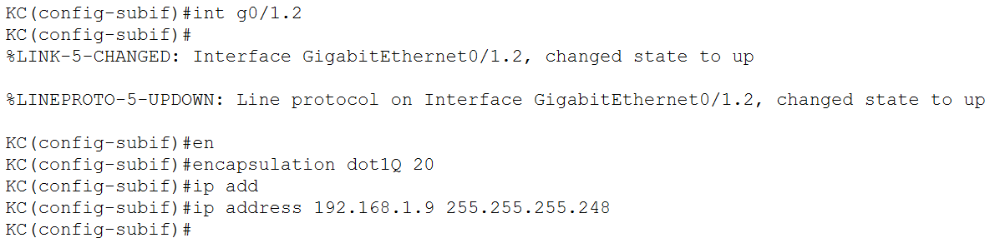 KC(config-subif)#int g0/1.2
KC(config-subif)#
%LINK-5-CHANGED: Interface GigabitEthernet0/1.2, changed state to up
%LINEPROTO-5-UPDOWN: Line protocol on Interface GigabitEthernet0/1.2, changed state to up
KC(config-subif)#en
KC(config-subif)#encapsulation dot1Q 20
KC(config-subif)#ip add
KC(config-subif)#ip address 192.168.1.9 255.255.255.248
KC(config-subif)#